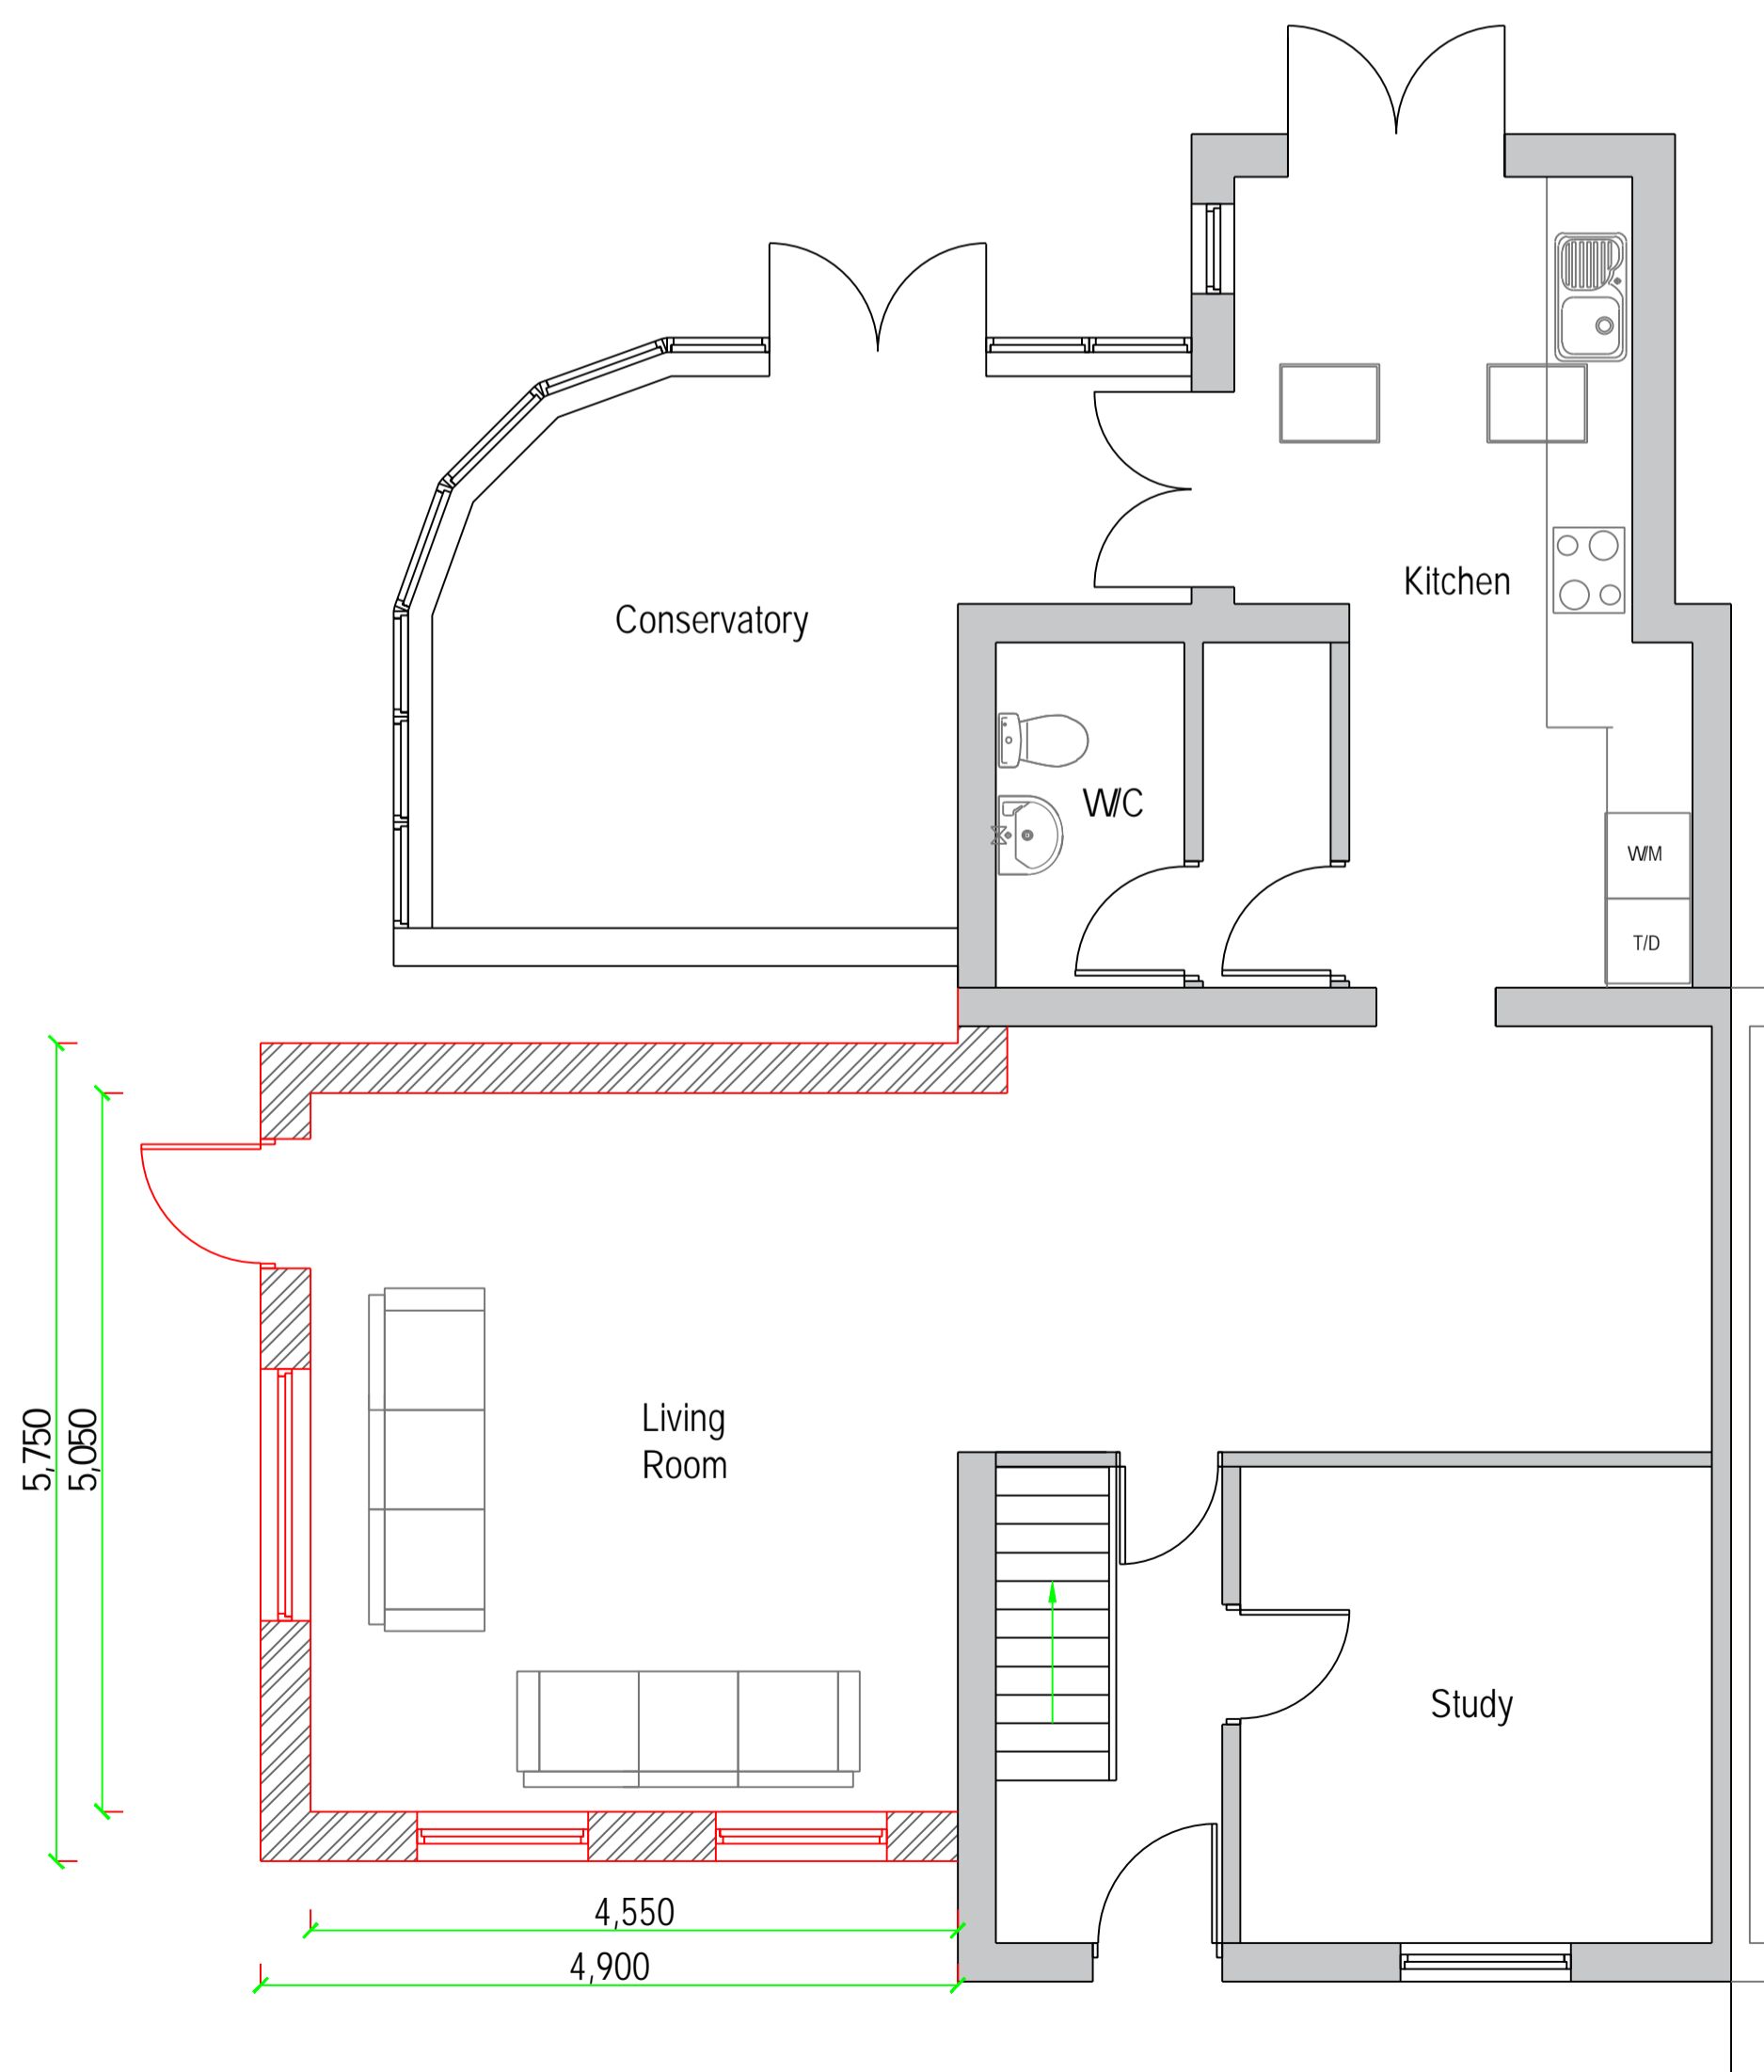 Kitchen
Conservatory
W/C
W/M
T/D
Living
Room
5,750
5,050
Study
4,550
4,900